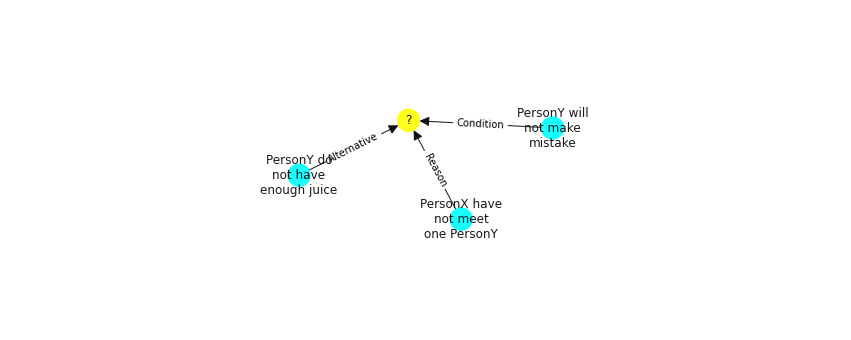 ?
Condition
PersonY will
not make
mistake
Alternative
PersonY do
not have
enough juice
Reason
PersonX have
not meet
one PersonY